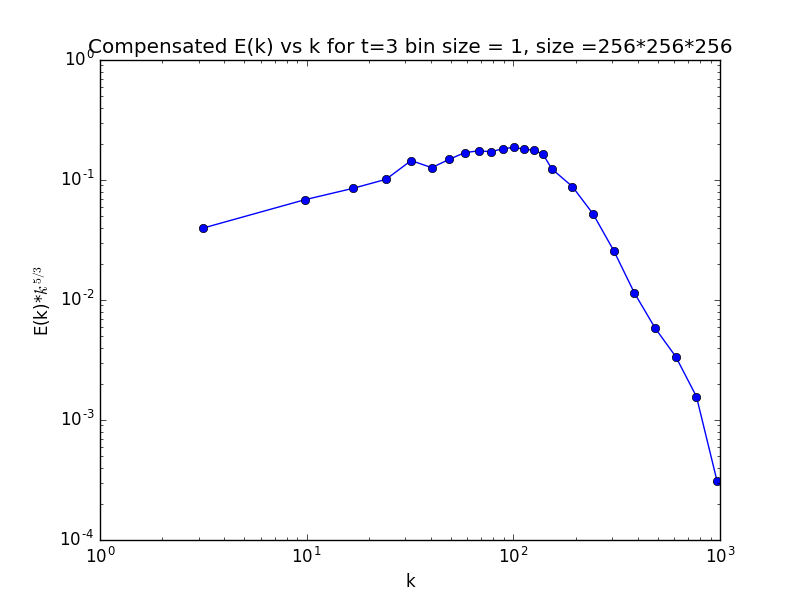 Compensated E(k) vs k for t=3 bin size = 1, size =256*256*256
10^0
10^-1
10^-2
10^-3
10^-4
E(k)*k^5/3
10^0 10^1 10^2 10^3
k